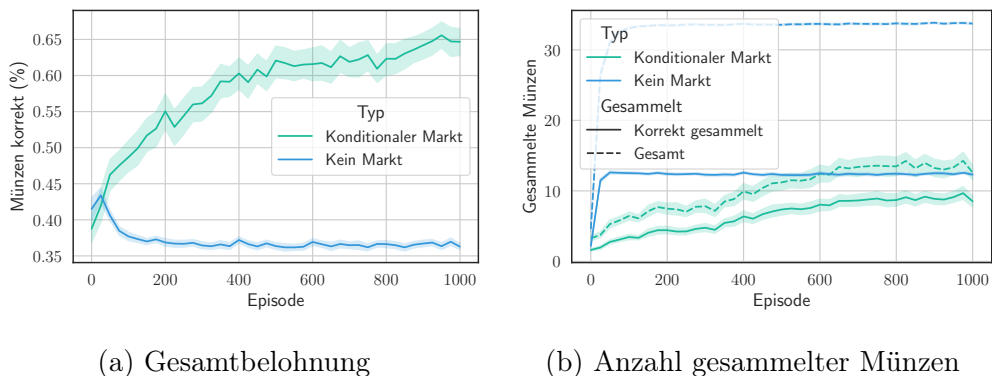 0.65
0.60
0.55
0.50
0.45
0.40
0.35
Münzen korrekt (%)
Typ
Konditionaler Markt
Kein Markt
0
200
400
600
800
1000
Episode
(a) Gesamtbelohnung
30
20
10
0
Gesammelte Münzen
Typ
Konditionaler Markt
Kein Markt
Gesammelt
Korrekt gesammelt
Gesamt
0
200
400
600
800
1000
Episode
(b) Anzahl gesammelter Münzen